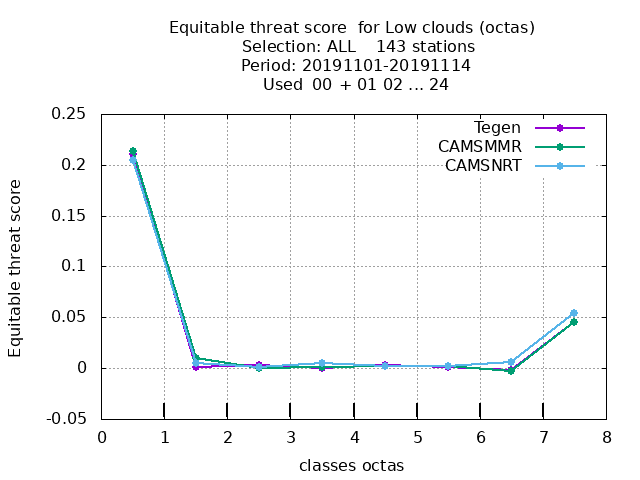 Equitable threat score  for Low clouds (octas)
Selection: ALL    143 stations
Period: 20191101-20191114
Used  00 + 01 02 ... 24
Tegen
CAMSMMR
CAMSNRT
0.25
0.2
0.15
0.1
0.05
0
-0.05
Equitable threat score
0 1 2 3 4 5 6 7 8
classes octas